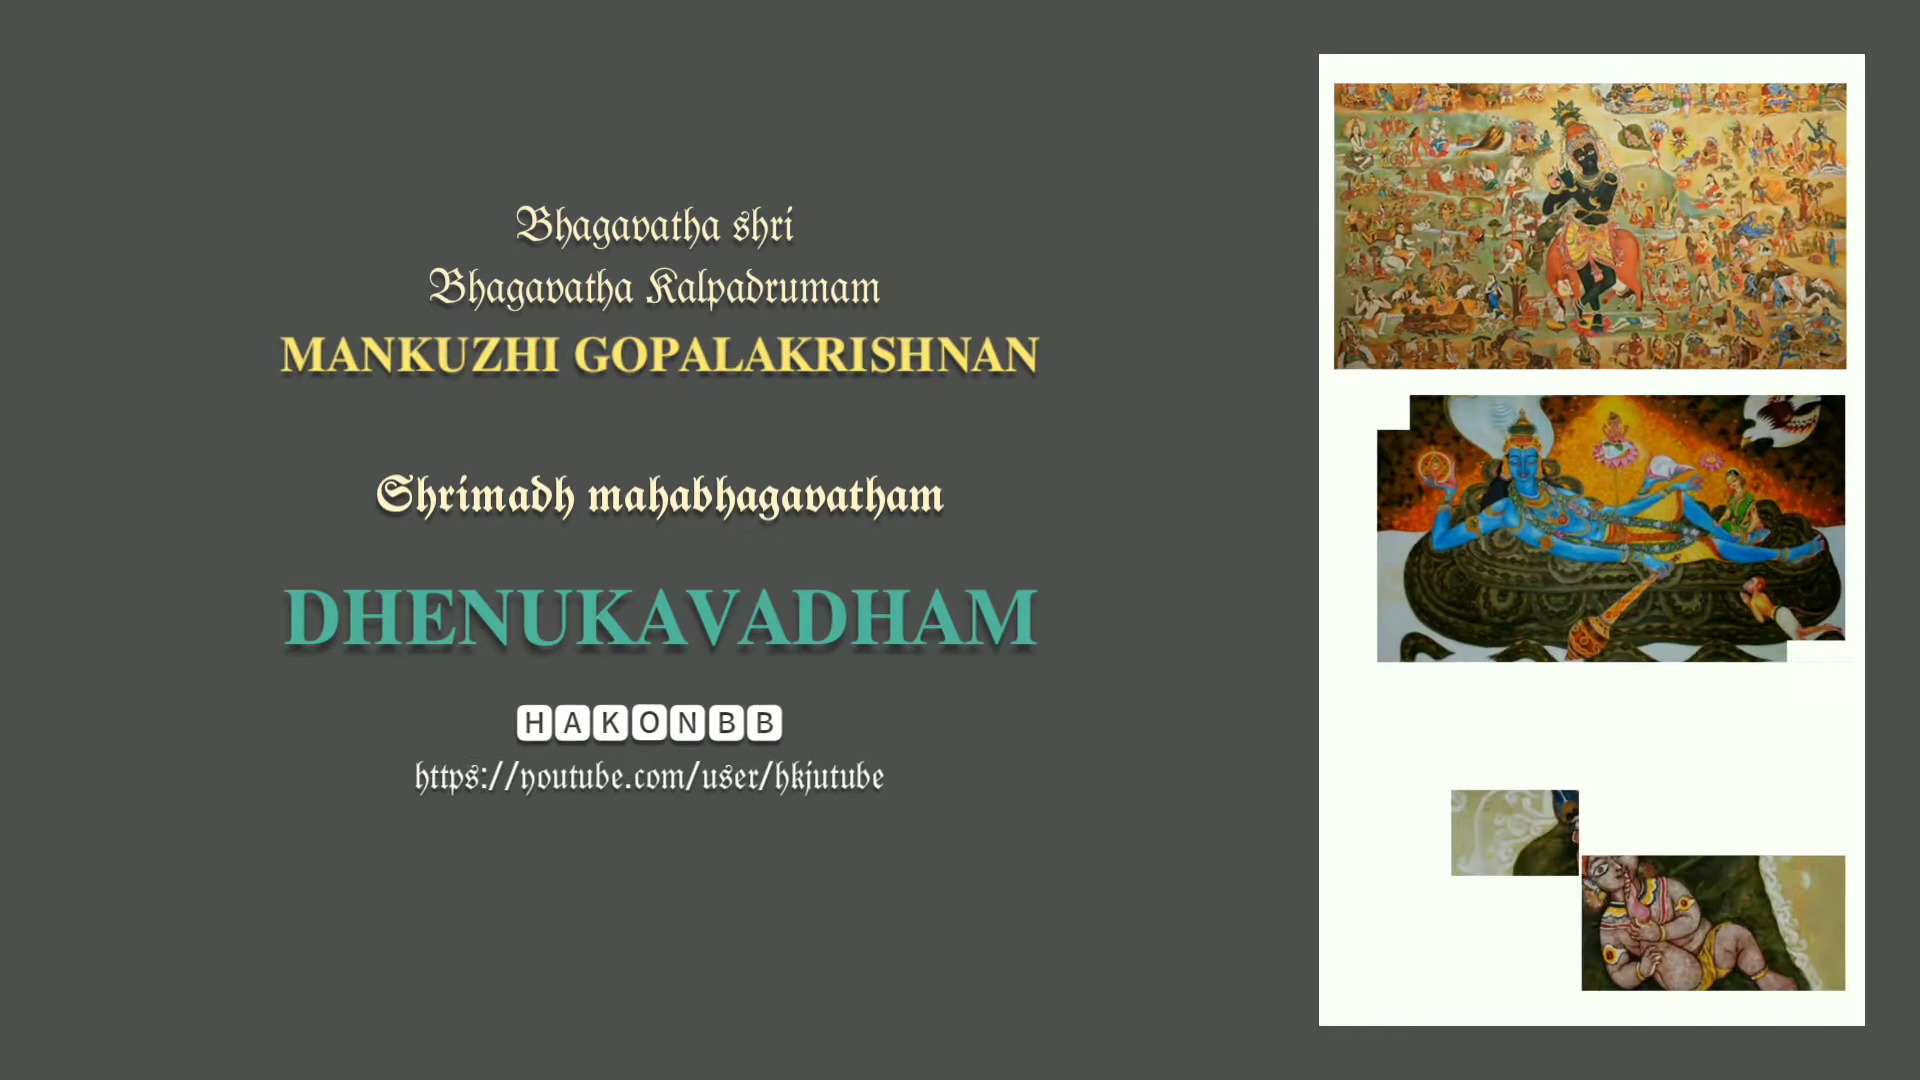 Bhagavatha shri
Bhagavatha Kalpadrumam
MANKUZHI GOPALAKRISHNAN
Shrimadh mahabhagavatham
DHENUKAVADHAM
HAKONBB
https://youtube.com/user/hkjutube